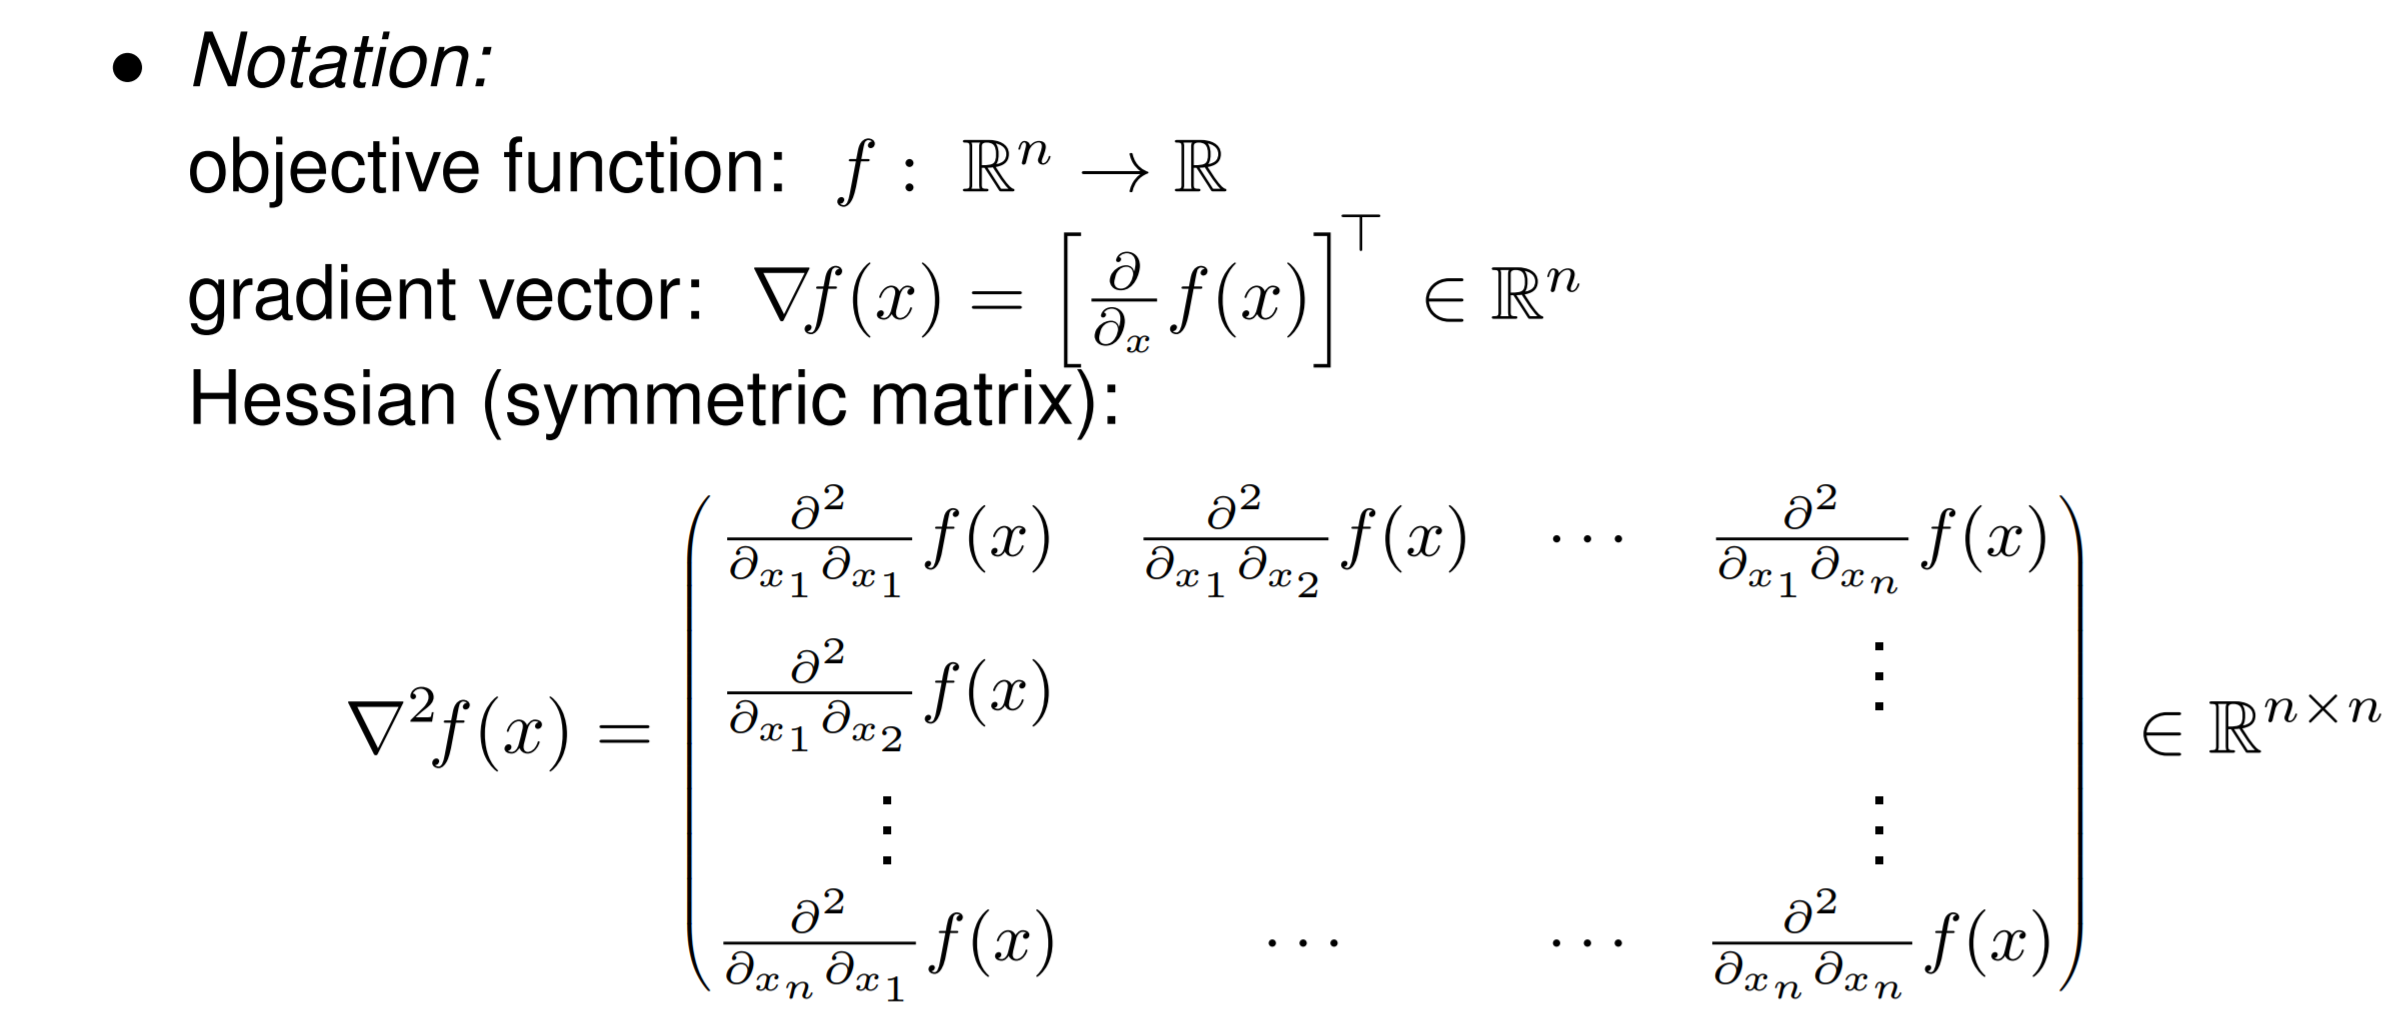 • Notation:
objective function: f : ℝⁿ → ℝ
gradient vector: ∇f(x) = [∂/∂ₓ f(x)]^⊤ ∈ ℝⁿ
Hessian (symmetric matrix):
∂²/∂ₓ₁∂ₓ₁ f(x) ∂²/∂ₓ₁∂ₓ₂ f(x) ⋯ ∂²/∂ₓ₁∂ₓₙ f(x)
∂²/∂ₓ₁∂ₓ₂ f(x) ⋮
∇²f(x) = ( ) ∈ ℝⁿˣⁿ
⋮ ⋮
∂²/∂ₓₙ∂ₓ₁ f(x) ⋯ ⋯ ∂²/∂ₓₙ∂ₓₙ f(x)